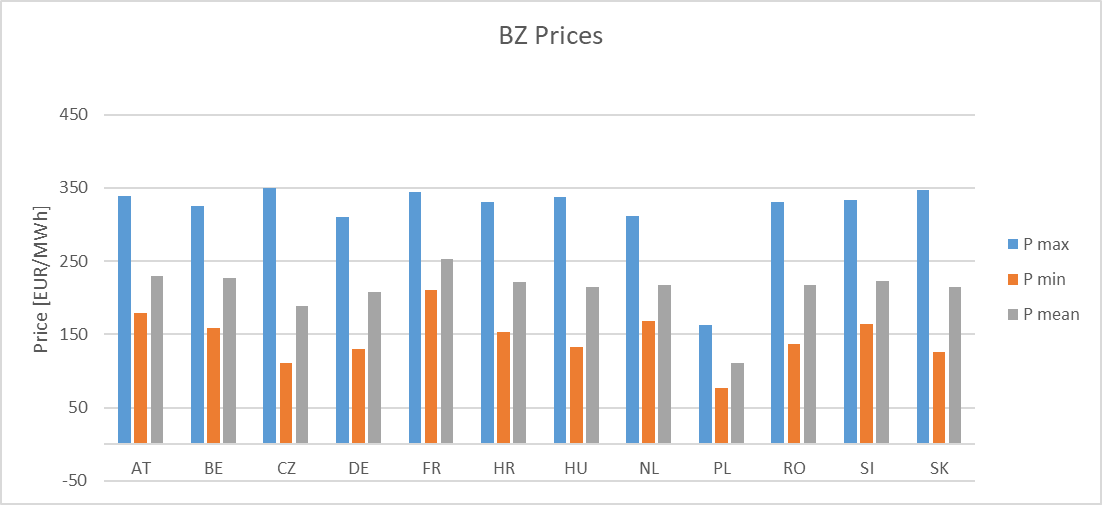 BZ Prices
450
350
250
150
50
-50
Price [EUR/MWh]
AT BE CZ DE FR HR HU NL PL RO SI SK
P max
P min
P mean